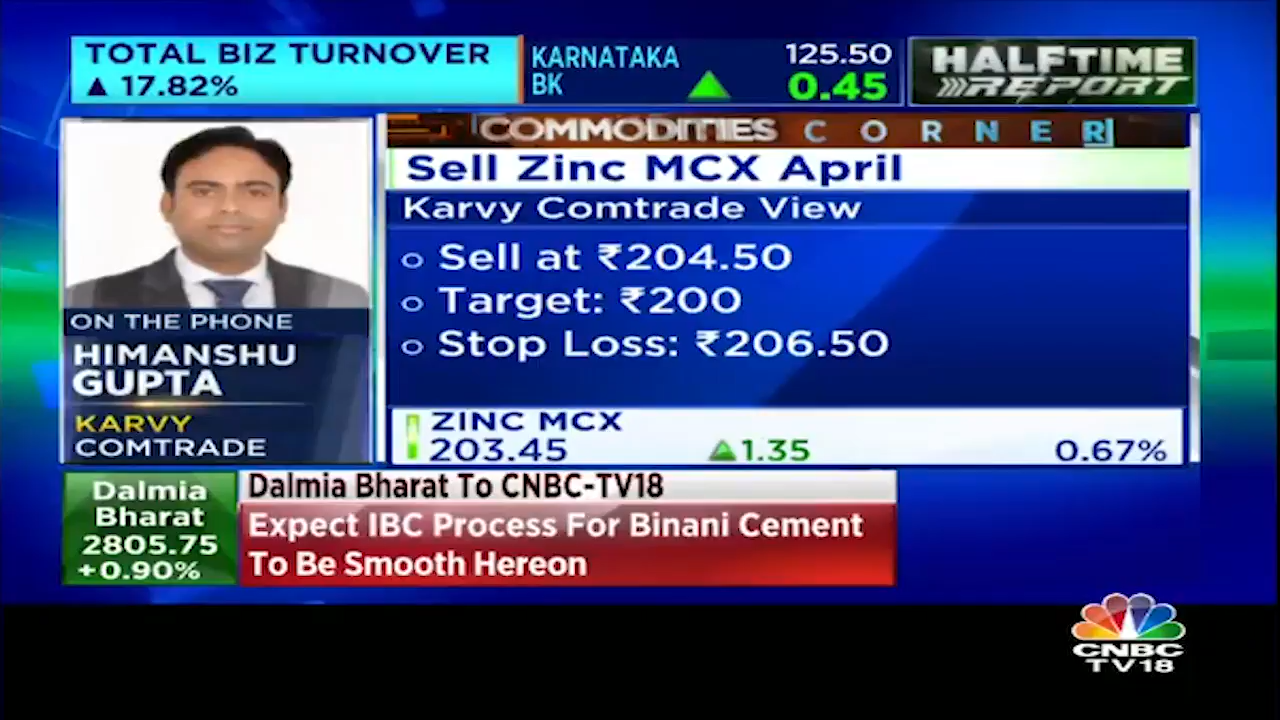 TOTAL BIZ TURNOVER
▲ 17.82%
KARNATAKA
BK
125.50
0.45
HALFTIME
REPORT
COMMODITIES CORNER
Sell Zinc MCX April
Karvy Comtrade View
Sell at ₹204.50
Target: ₹200
Stop Loss: ₹206.50
ON THE PHONE
HIMANSHU
GUPTA
KARVY
COMTRADE
ZINC MCX
203.45 ▲1.35 0.67%
Dalmia
Bharat
2805.75
+0.90%
Dalmia Bharat To CNBC-TV18
Expect IBC Process For Binani Cement
To Be Smooth Hereon
CNBC
TV18